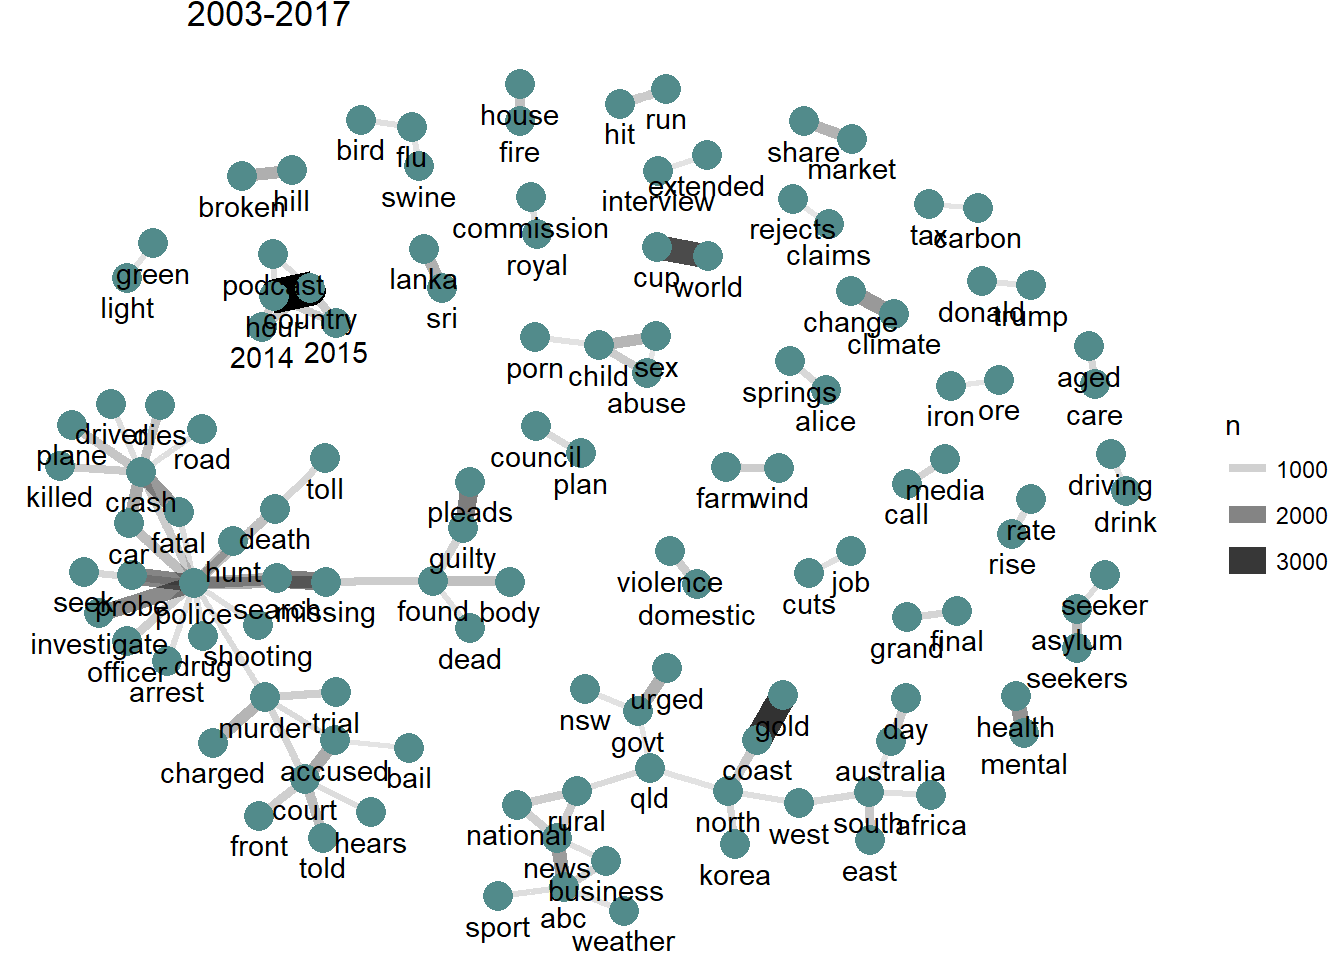 2003-2017
house
fire
hit
run
bird
flu
swine
share
market
broken
hill
extended
interview
commission
royal
rejects
claims
tax
carbon
green
light
podcast
hour
country
2014
2015
lanka
sri
cup
world
change
climate
donald
trump
porn
child
sex
abuse
springs
alice
iron
ore
aged
care
driver
dies
plane
road
killed
crash
toll
council
plan
farm
wind
media
call
driving
drink
n
1000
2000
3000
car
fatal
death
pleads
guilty
rate
rise
seek
probe
hunt
police
search
missing
found
body
dead
violence
domestic
cuts
job
investigate
officer
drug
shooting
arrest
grand
final
seeker
asylum
seekers
murder
trial
charged
accused
bail
court
front
told
hears
nsw
urged
govt
qld
gold
coast
day
australia
health
mental
national
rural
north
west
south
africa
korea
east
news
business
sport
abc
weather